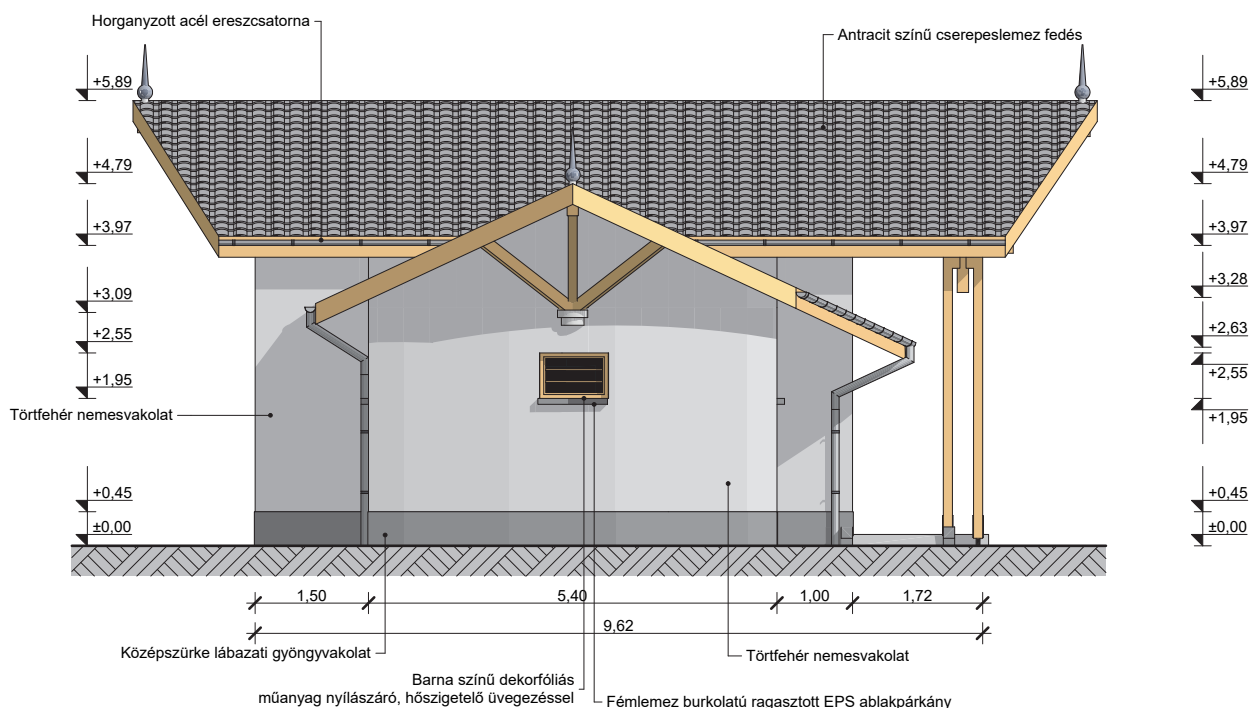 Horganyzott acél ereszcsatorna
Antracit színű cserepeslemez fedés
+5,89
+5,89
+4,79
+4,79
+3,97
+3,97
+3,09
+3,28
+2,55
+2,63
+1,95
+2,55
+1,95
Törtfehér nemesvakolat
+0,45
+0,45
±0,00
±0,00
1,50
5,40
1,00
1,72
9,62
Középszürke lábazati gyöngyvakolat
Törtfehér nemesvakolat
Barna színű dekorfóliás
műanyag nyílászáró, hőszigetelő üvegezéssel
Fémlemez burkolatú ragasztott EPS ablakpárkány